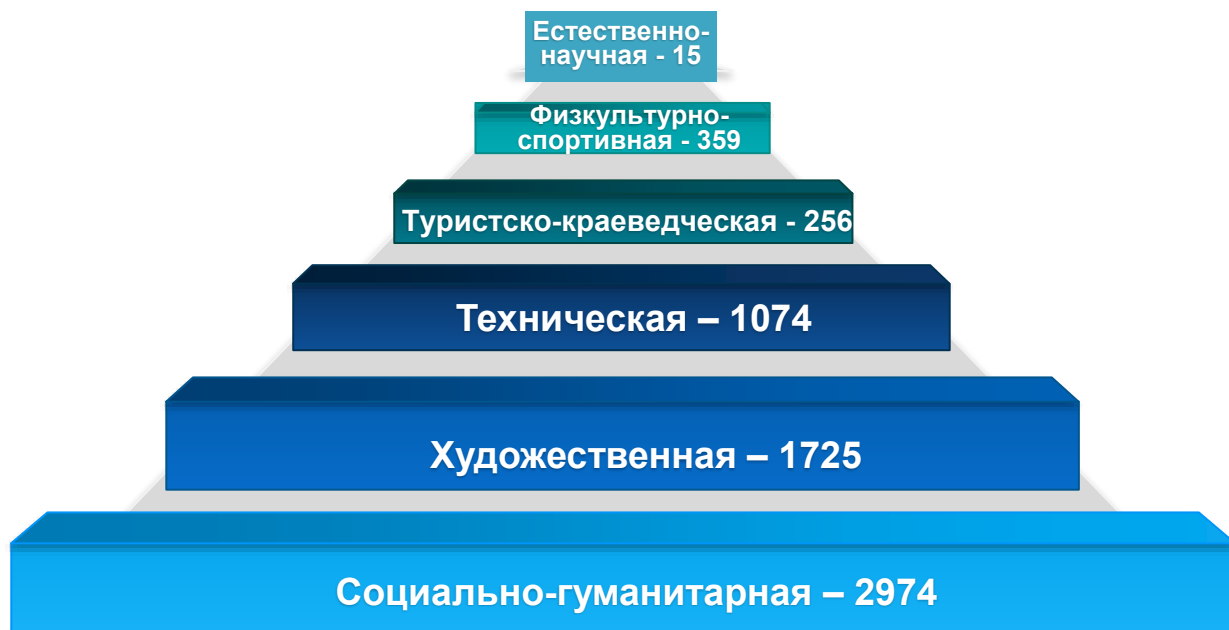 Естественно-
научная - 15
Физкультурно-
спортивная - 359
Туристско-краеведческая - 256
Техническая – 1074
Художественная – 1725
Социально-гуманитарная – 2974